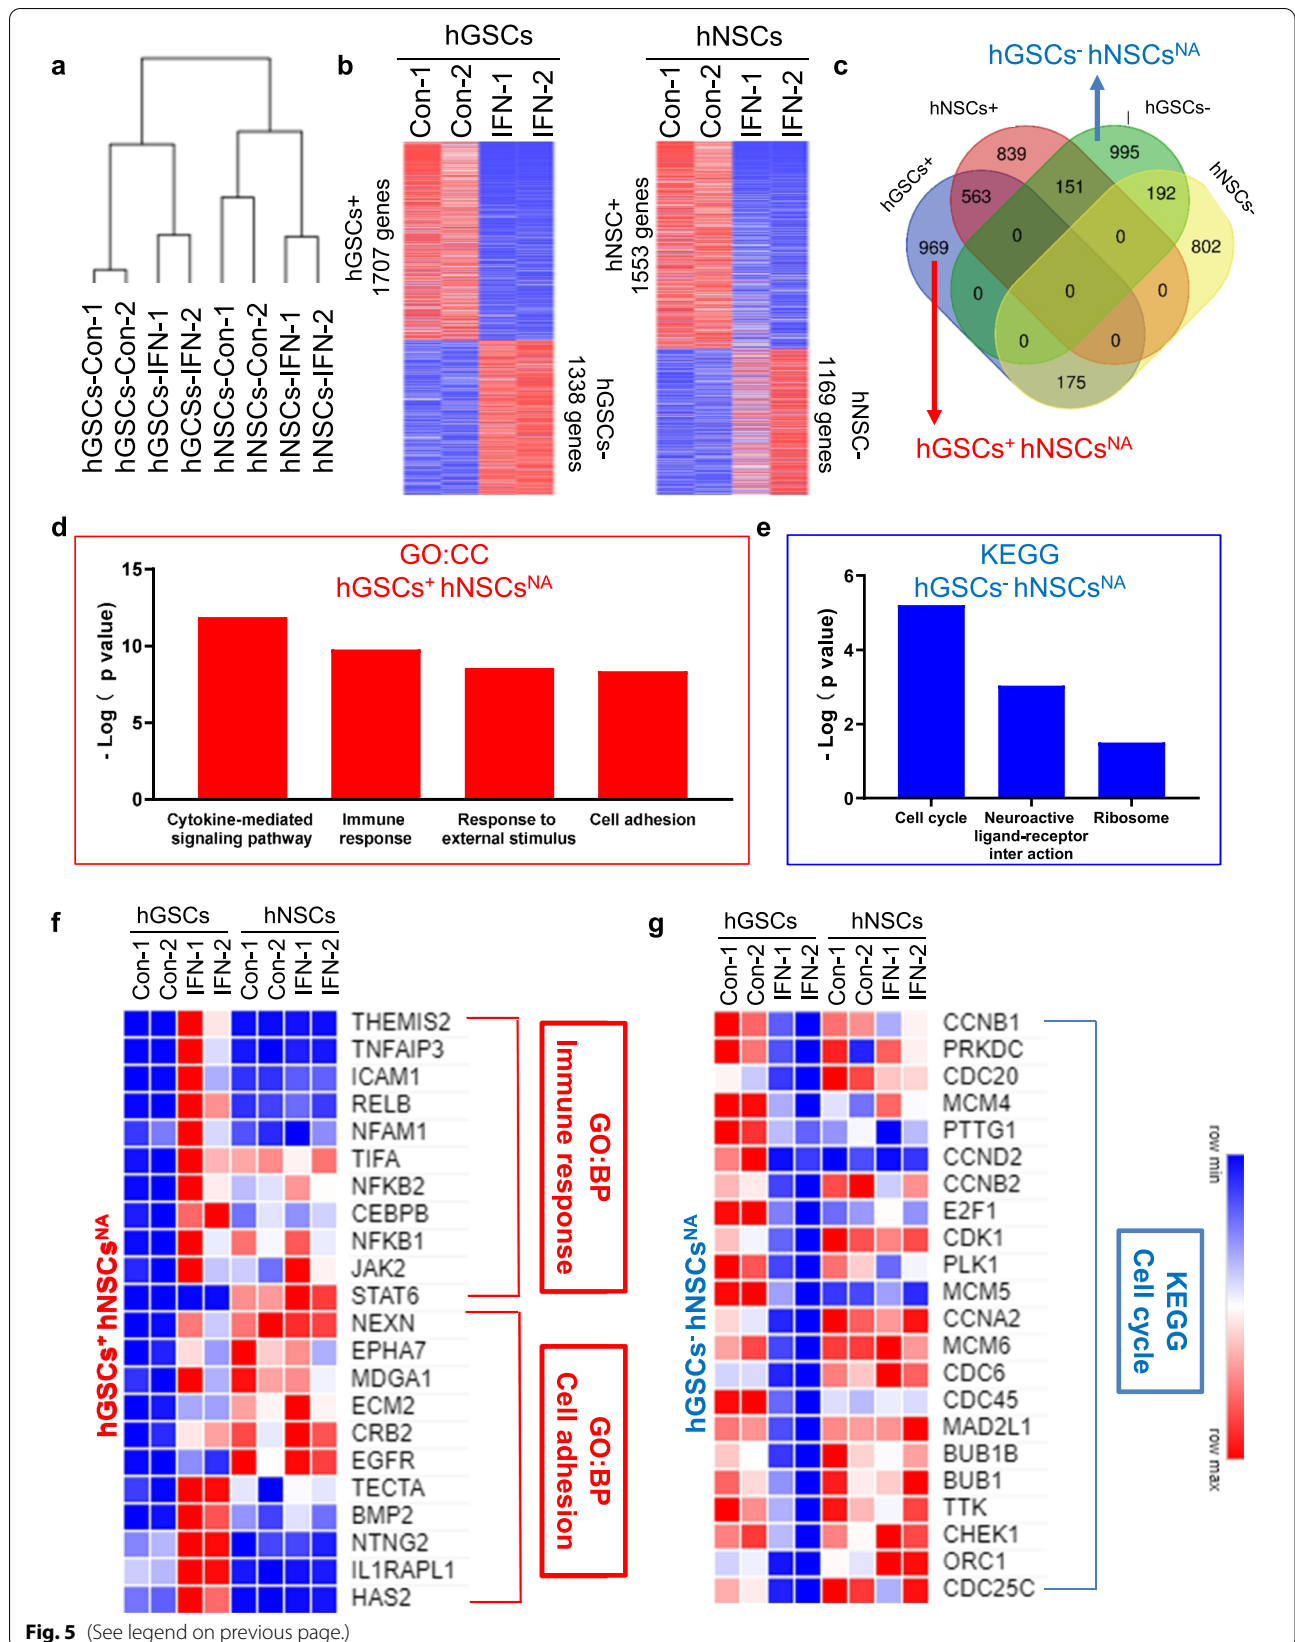 a
hGSCs-Con-1
hGSCs-Con-2
hGSCs-IFN-1
hGCSs-IFN-2
hNSCs-Con-1
hNSCs-Con-2
hNSCs-IFN-1
hNSCs-IFN-2
b
hGSCs
hNSCs
Con-1
Con-2
IFN-1
IFN-2
Con-1
Con-2
IFN-1
IFN-2
hGSCs+
1707 genes
hGSCs-
1338 genes
hNSC+
1553 genes
hNSC-
1169 genes
c
hGSCs- hNSCsNA
hNSCs+
hGSCs-
hGSCs+
hNSCs-
839
995
563
151
192
969
0
0
802
0
0
0
0
0
175
hGSCs+ hNSCsNA
d
GO:CC
hGSCs+ hNSCsNA
- Log ( p value)
15
10
5
0
Cytokine-mediated
signaling pathway
Immune
response
Response to
external stimulus
Cell adhesion
e
KEGG
hGSCs- hNSCsNA
- Log ( p value)
6
4
2
0
Cell cycle
Neuroactive
ligand-receptor
inter action
Ribosome
f
hGSCs
hNSCs
Con-1
Con-2
IFN-1
IFN-2
Con-1
Con-2
IFN-1
IFN-2
hGSCs+ hNSCsNA
THEMIS2
TNFAIP3
ICAM1
RELB
NFAM1
TIFA
NFKB2
CEBPB
NFKB1
JAK2
STAT6
NEXN
EPHA7
MDGA1
ECM2
CRB2
EGFR
TECTA
BMP2
NTNG2
IL1RAPL1
HAS2
GO:BP
Immune response
GO:BP
Cell adhesion
g
hGSCs
hNSCs
Con-1
Con-2
IFN-1
IFN-2
Con-1
Con-2
IFN-1
IFN-2
hGSCs- hNSCsNA
CCNB1
PRKDC
CDC20
MCM4
PTTG1
CCND2
CCNB2
E2F1
CDK1
PLK1
MCM5
CCNA2
MCM6
CDC6
CDC45
MAD2L1
BUB1B
BUB1
TTK
CHEK1
ORC1
CDC25C
KEGG
Cell cycle
row min
row max
Fig. 5 (See legend on previous page.)